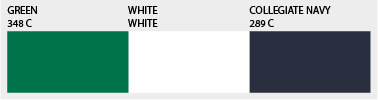 GREEN
348 C
WHITE
WHITE
COLLEGIATE NAVY
289 C